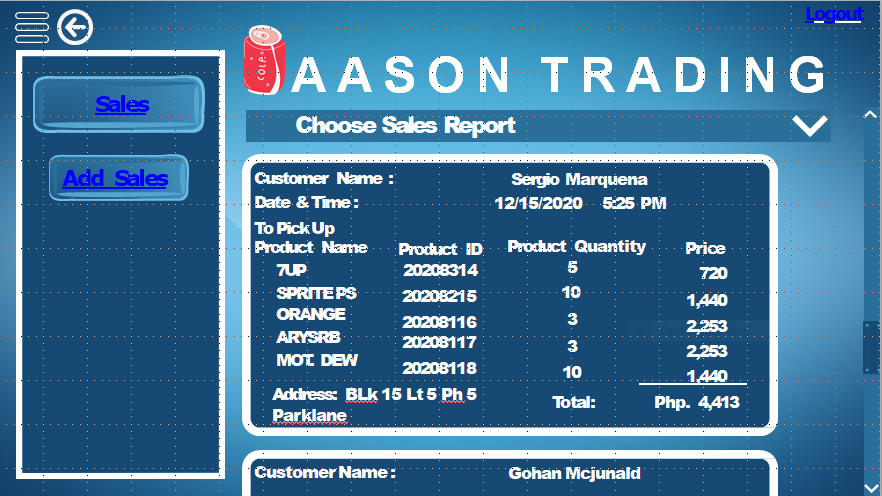 Logout
COLA
AASON TRADING
Sales
Choose Sales Report
Add Sales
Customer Name : Sergio Marquena
Date & Time : 12/15/2020 5:25 PM
To Pick Up
Product Name Product ID Product Quantity Price
7UP 20208314 5 720
SPRITE PS 20208215 10 1,440
ORANGE 20208116 3 2,253
ARYSRB 20208117 3 2,253
MOT. DEW 20208118 10 1,440
Address: BLk 15 Lt 5 Ph 5
Parklane
Total: Php. 4,413
Customer Name : Gohan Mcjunald